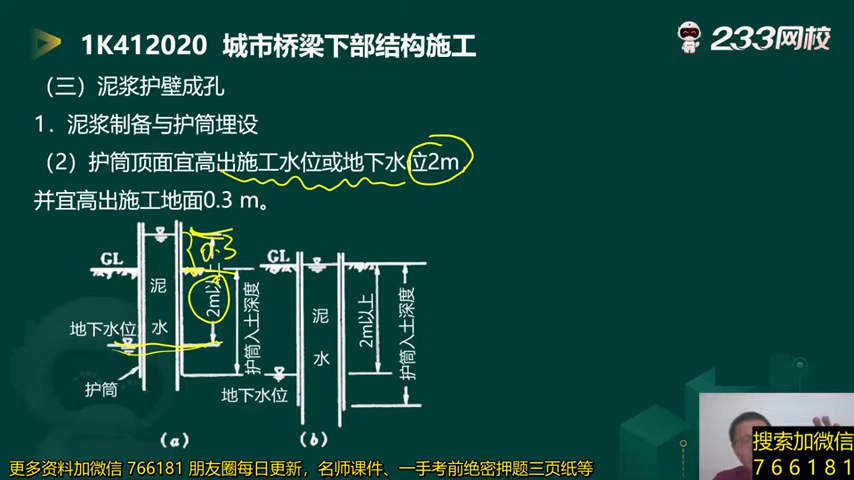 1K412020 城市桥梁下部结构施工
233网校
（三）泥浆护壁成孔
1．泥浆制备与护筒埋设
（2）护筒顶面宜高出施工水位或地下水位2m，
并宜高出施工地面0.3 m。
0.3
GL
GL
泥
水
2m以上
护筒入土深度
地下水位
护筒
泥
水
2m以上
护筒入土深度
地下水位
(a)
(b)
搜索加微信
766181
更多资料加微信 766181 朋友圈每日更新，名师课件、一手考前绝密押题三页纸等